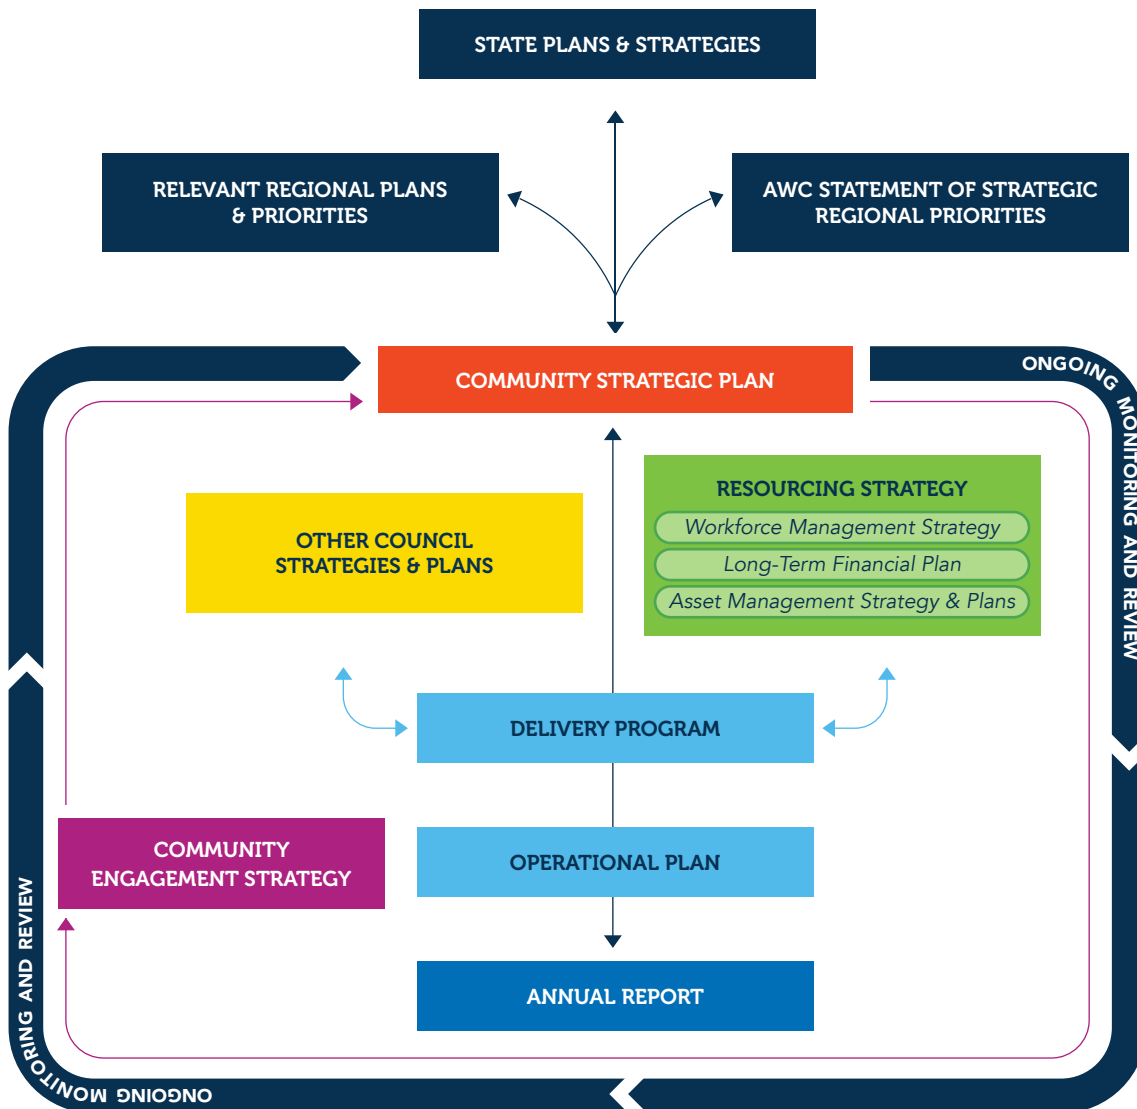 STATE PLANS & STRATEGIES
RELEVANT REGIONAL PLANS
& PRIORITIES
AWC STATEMENT OF STRATEGIC
REGIONAL PRIORITIES
COMMUNITY STRATEGIC PLAN
ONGOING MONITORING AND REVIEW
RESOURCING STRATEGY
Workforce Management Strategy
Long-Term Financial Plan
Asset Management Strategy & Plans
OTHER COUNCIL
STRATEGIES & PLANS
DELIVERY PROGRAM
COMMUNITY
ENGAGEMENT STRATEGY
OPERATIONAL PLAN
ANNUAL REPORT
ONGOING MONITORING AND REVIEW